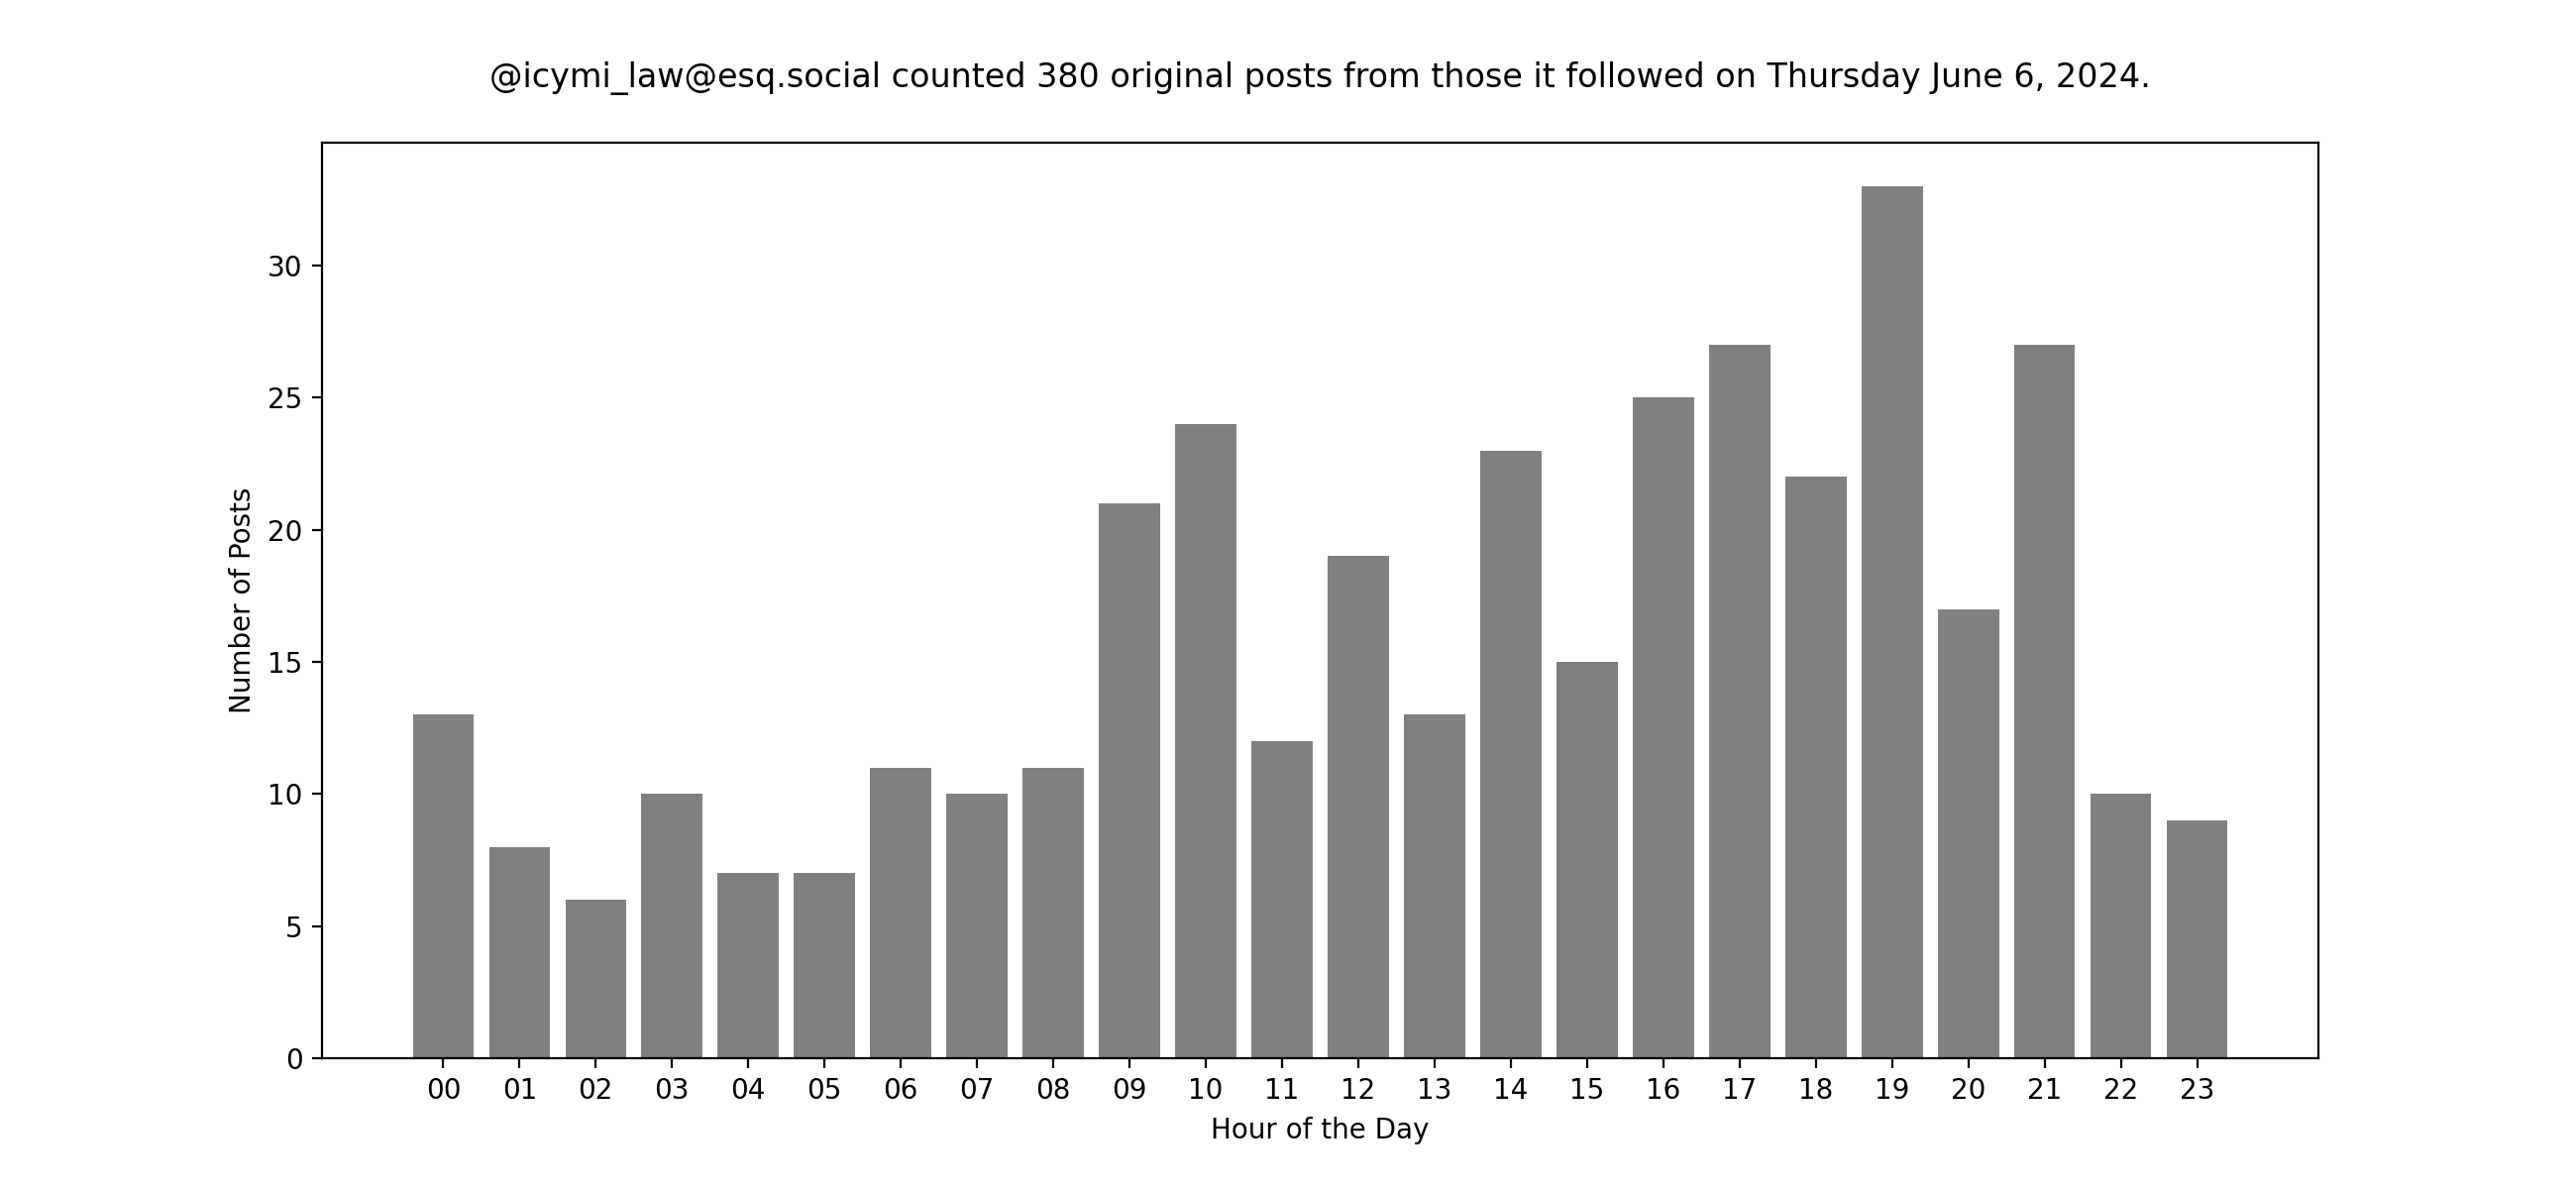 @icymi_law@esq.social counted 380 original posts from those it followed on Thursday June 6, 2024.
30
25
20
15
10
5
0
Number of Posts
00 01 02 03 04 05 06 07 08 09 10 11 12 13 14 15 16 17 18 19 20 21 22 23
Hour of the Day